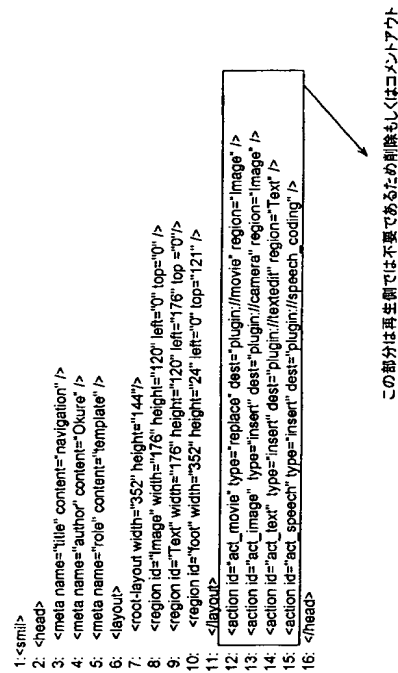 1: <smil>
2: <head>
3: <meta name="title" content="navigation" />
4: <meta name="author" content="Okure" />
5: <meta name="role" content="template" />
6: <layout>
7: <root-layout width="352" height="144"/>
8: <region id="Image" width="176" height="120" left="0" top="0" />
9: <region id="Text" width="176" height="120" left="176" top ="0"/>
10: <region id="foot" width="352" height="24" left="0" top="121" />
11: </layout>
12: <action id="act_movie" type="replace" dest="plugin://movie" region="Image" />
13: <action id="act_image" type="insert" dest="plugin://camera" region="Image" />
14: <action id="act_text" type="insert" dest="plugin://textedit" region="Text" />
15: <action id="act_speech" type="insert" dest="plugin://speech_coding" />
16: </head>
この部分は再生側では不要であるため削除もしくはコメントアウト